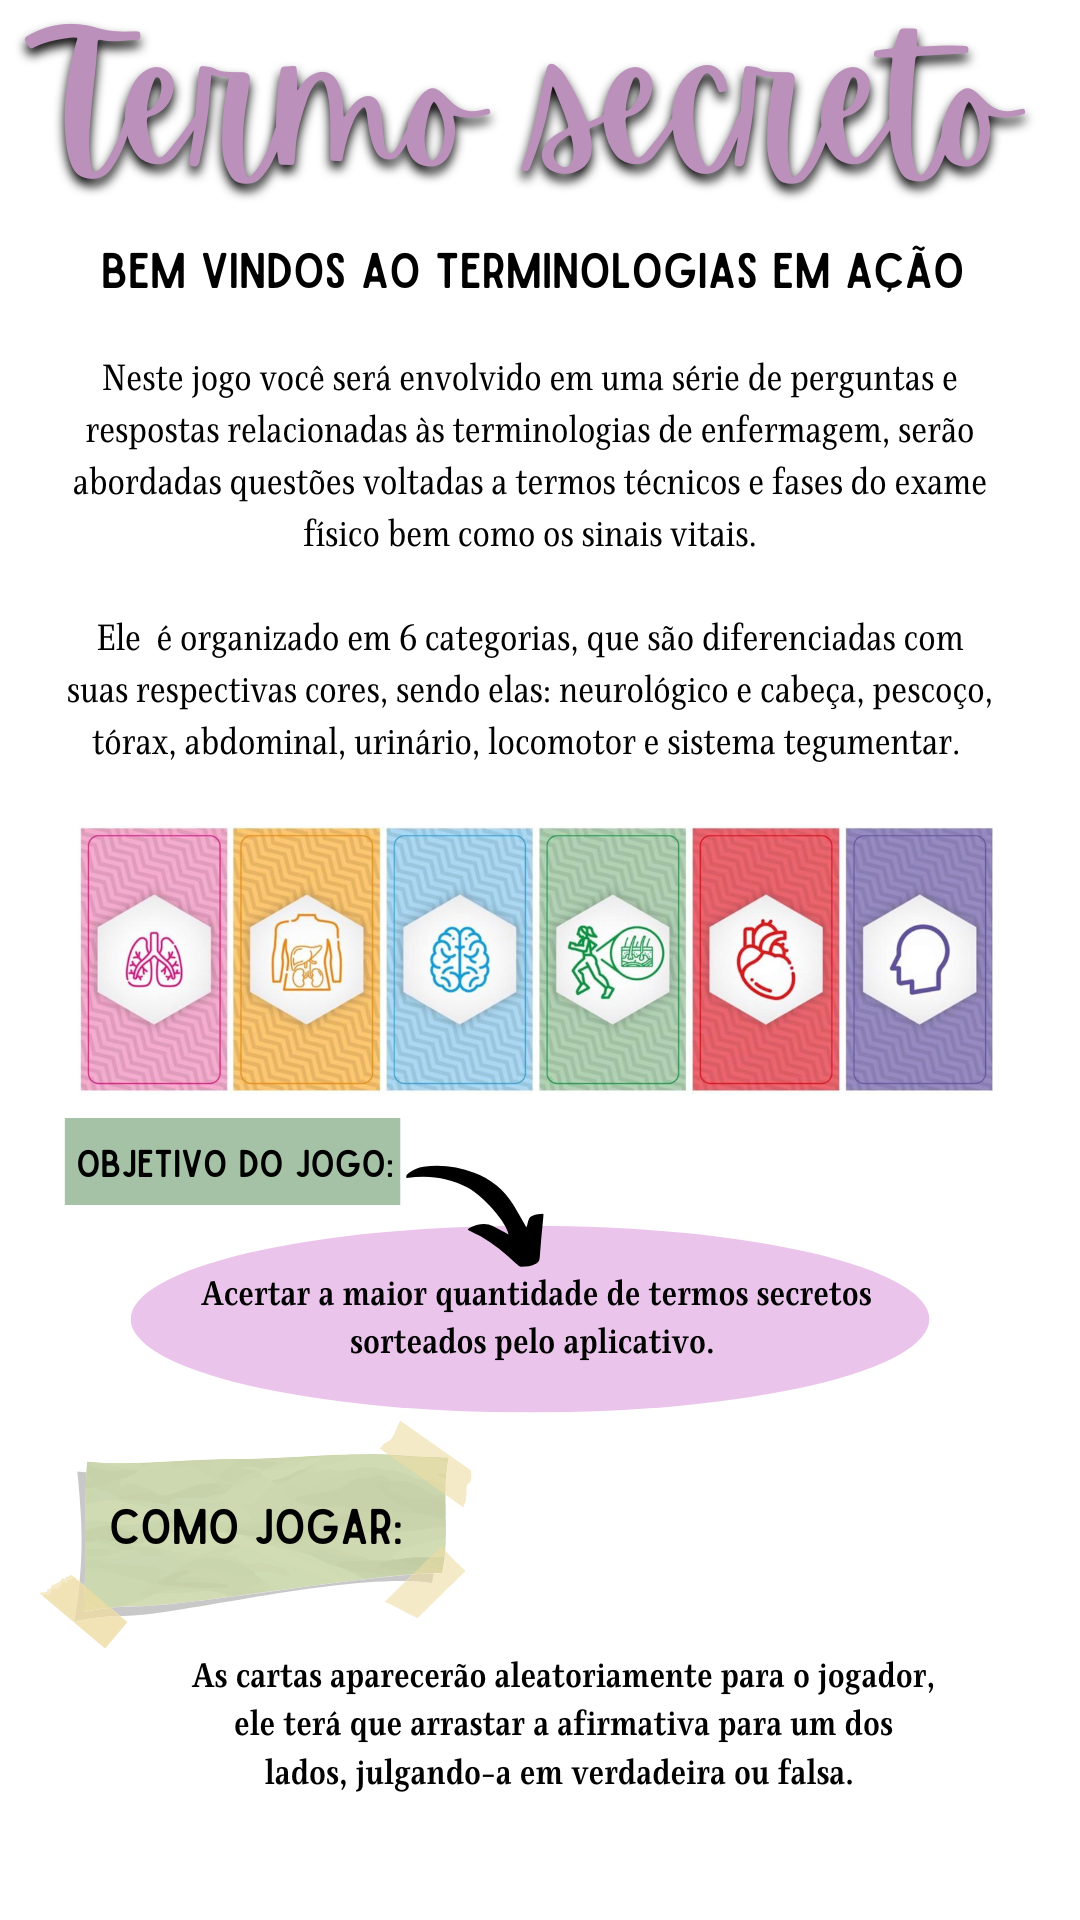 Termo secreto
BEM VINDOS AO TERMINOLOGIAS EM AÇÃO
Neste jogo você será envolvido em uma série de perguntas e
respostas relacionadas às terminologias de enfermagem, serão
abordadas questões voltadas a termos técnicos e fases do exame
físico bem como os sinais vitais.
Ele é organizado em 6 categorias, que são diferenciadas com
suas respectivas cores, sendo elas: neurológico e cabeça, pescoço,
tórax, abdominal, urinário, locomotor e sistema tegumentar.
OBJETIVO DO JOGO:
Acertar a maior quantidade de termos secretos
sorteados pelo aplicativo.
COMO JOGAR:
As cartas aparecerão aleatoriamente para o jogador,
ele terá que arrastar a afirmativa para um dos
lados, julgando-a em verdadeira ou falsa.